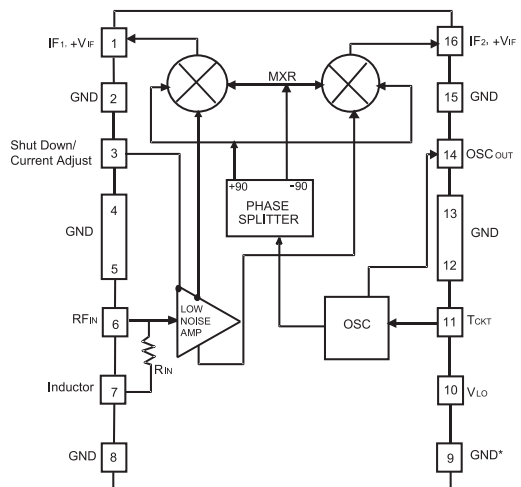 IF1, +VIF
1
16
IF2, +VIF
MXR
GND
2
15
GND
Shut Down/
Current Adjust
3
14
OSC OUT
+90
-90
PHASE
SPLITTER
4
GND
5
13
GND
12
RFIN
6
LOW
NOISE
AMP
OSC
11
TCKT
RIN
Inductor
7
10
VLO
GND
8
9
GND*